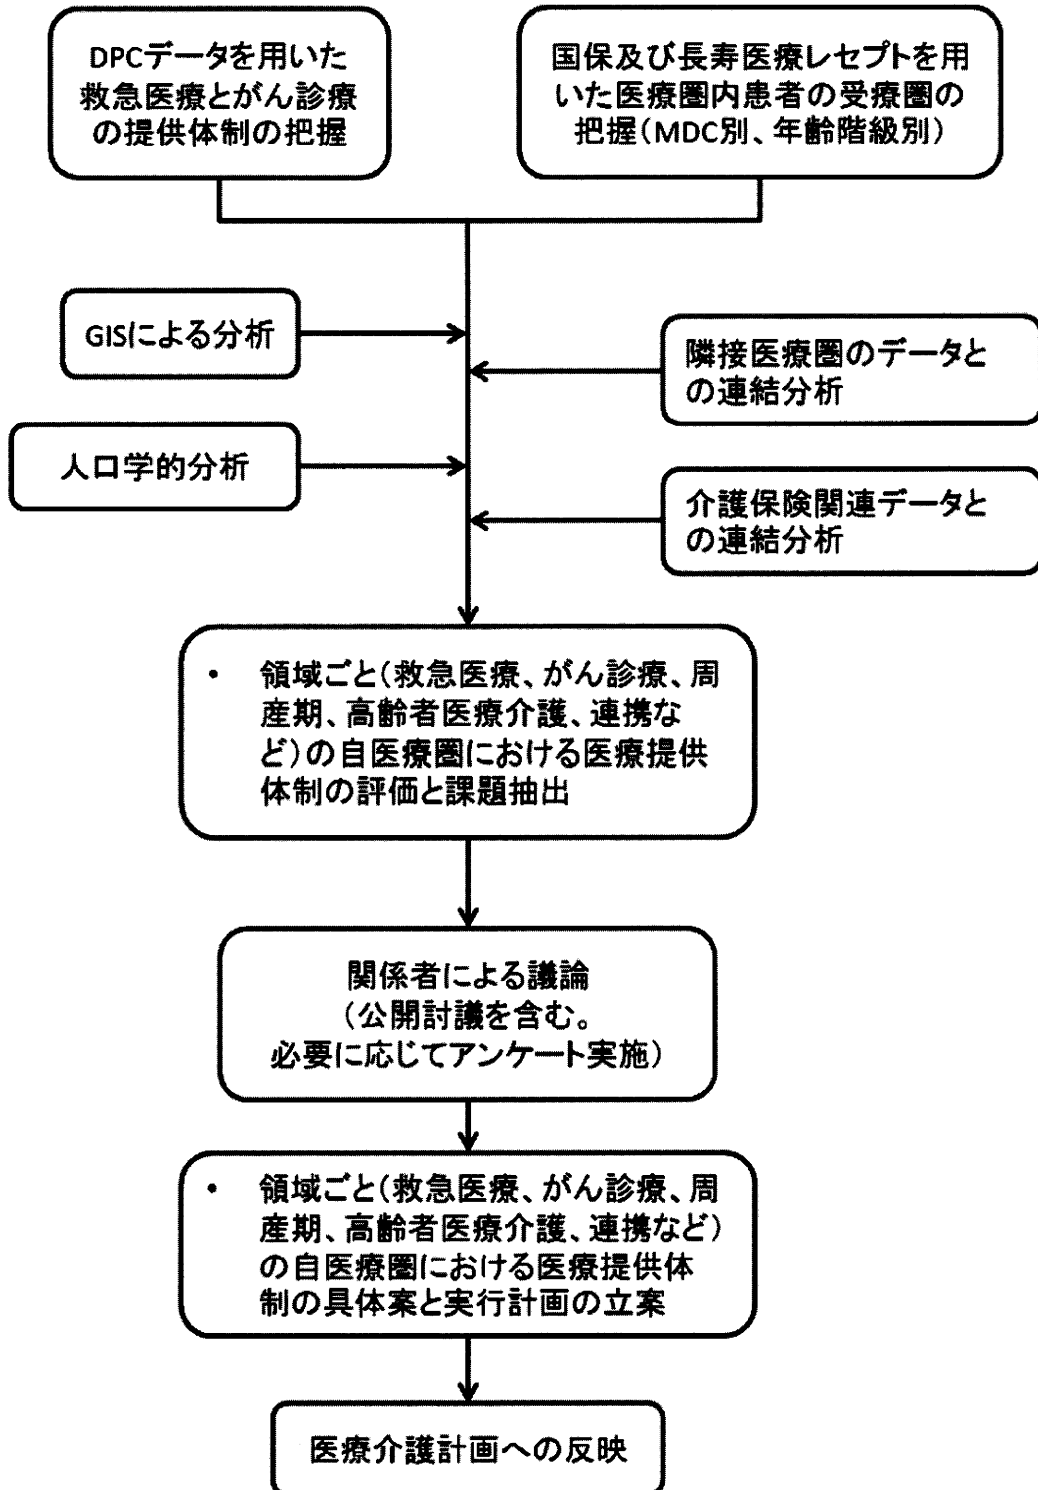 DPCデータを用いた
救急医療とがん診療
の提供体制の把握
国保及び長寿医療レセプトを用
いた医療圏内患者の受療圏の
把握(MDC別、年齢階級別)
GISによる分析
隣接医療圏のデータと
の連結分析
人口学的分析
介護保険関連データと
の連結分析
• 領域ごと(救急医療、がん診療、周
産期、高齢者医療介護、連携な
ど)の自医療圏における医療提供
体制の評価と課題抽出
関係者による議論
(公開討議を含む。
必要に応じてアンケート実施)
• 領域ごと(救急医療、がん診療、周
産期、高齢者医療介護、連携など)
の自医療圏における医療提供体
制の具体案と実行計画の立案
医療介護計画への反映